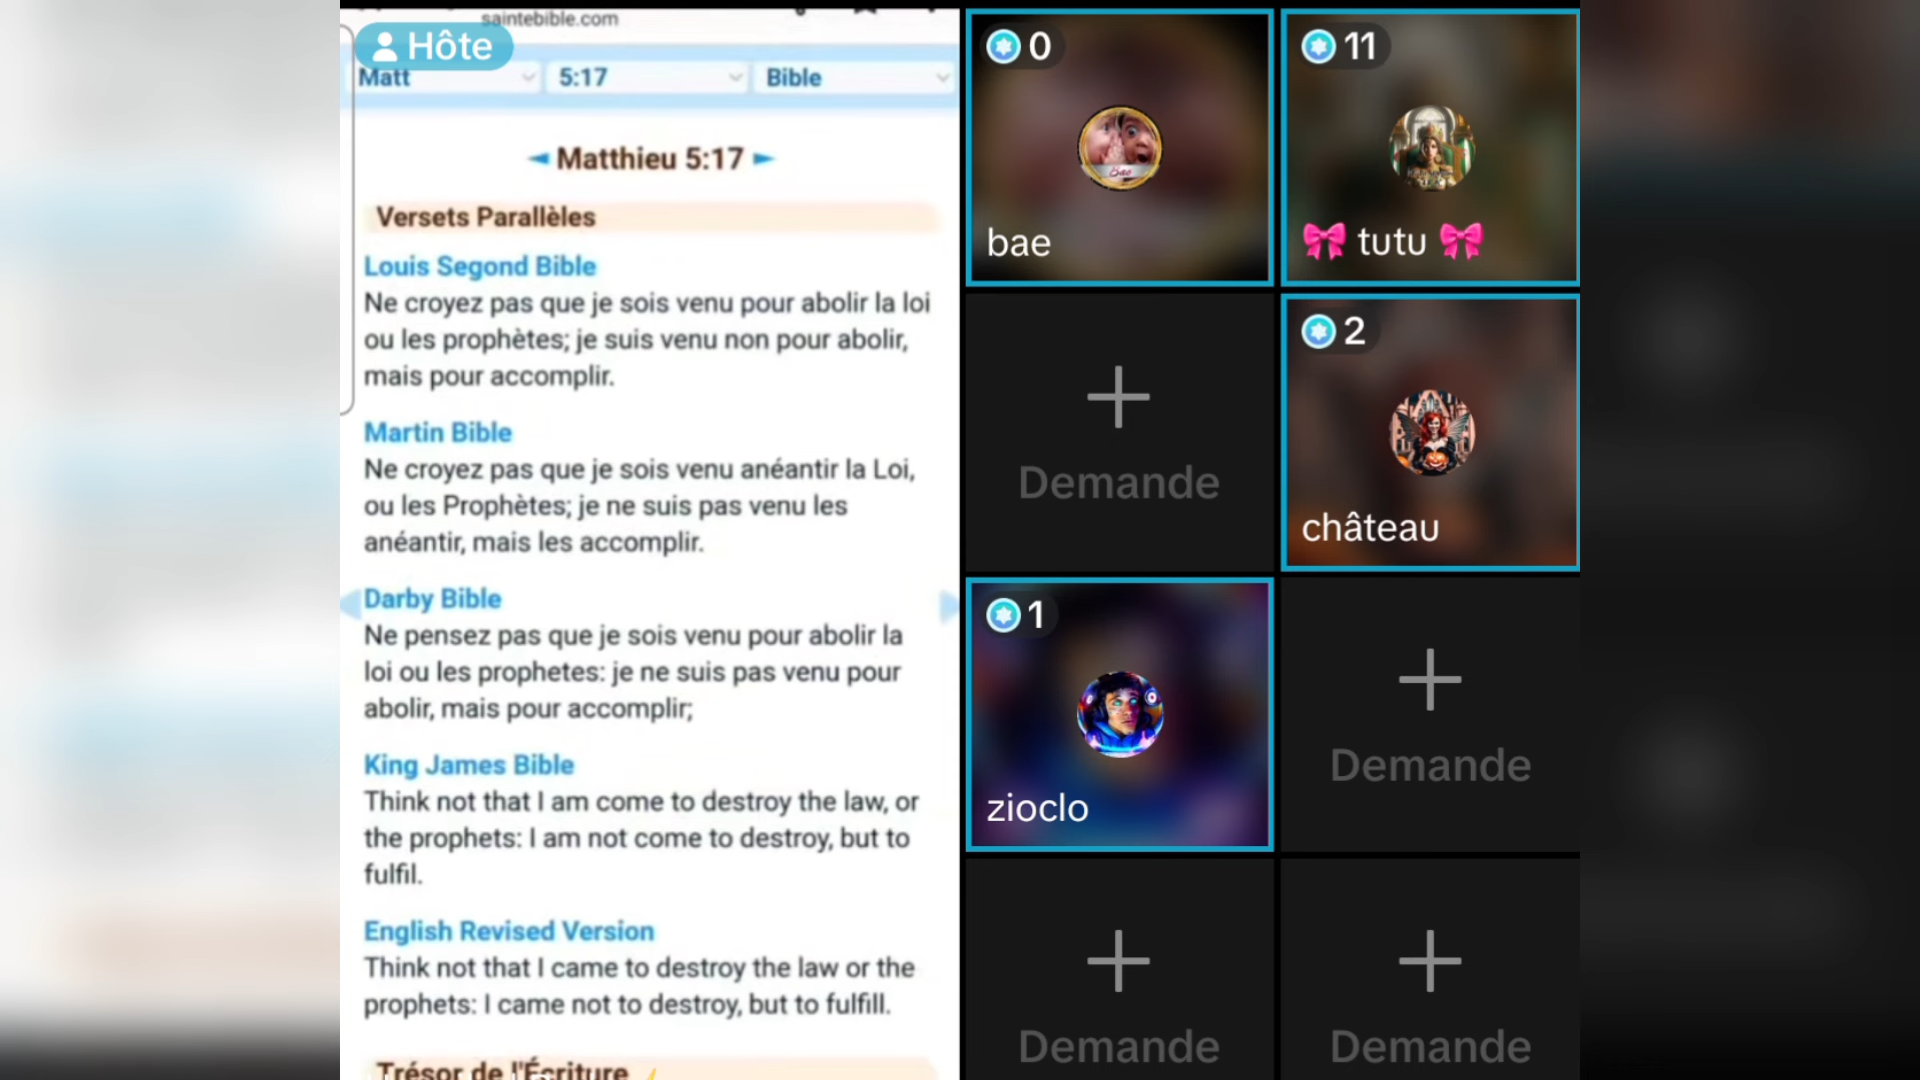 saintebible.com
Hôte
Matt
5:17
Bible
Matthieu 5:17
Versets Parallèles
Louis Segond Bible
Ne croyez pas que je sois venu pour abolir la loi
ou les prophètes; je suis venu non pour abolir,
mais pour accomplir.
Martin Bible
Ne croyez pas que je sois venu anéantir la Loi,
ou les Prophètes; je ne suis pas venu les
anéantir, mais les accomplir.
Darby Bible
Ne pensez pas que je sois venu pour abolir la
loi ou les prophetes: je ne suis pas venu pour
abolir, mais pour accomplir;
King James Bible
Think not that I am come to destroy the law, or
the prophets: I am not come to destroy, but to
fulfil.
English Revised Version
Think not that I came to destroy the law or the
prophets: I came not to destroy, but to fulfill.
Trésor de l'Écriture
0
Bae
bae
11
🎀 tutu 🎀
Demande
2
château
1
zioclo
Demande
Demande
Demande